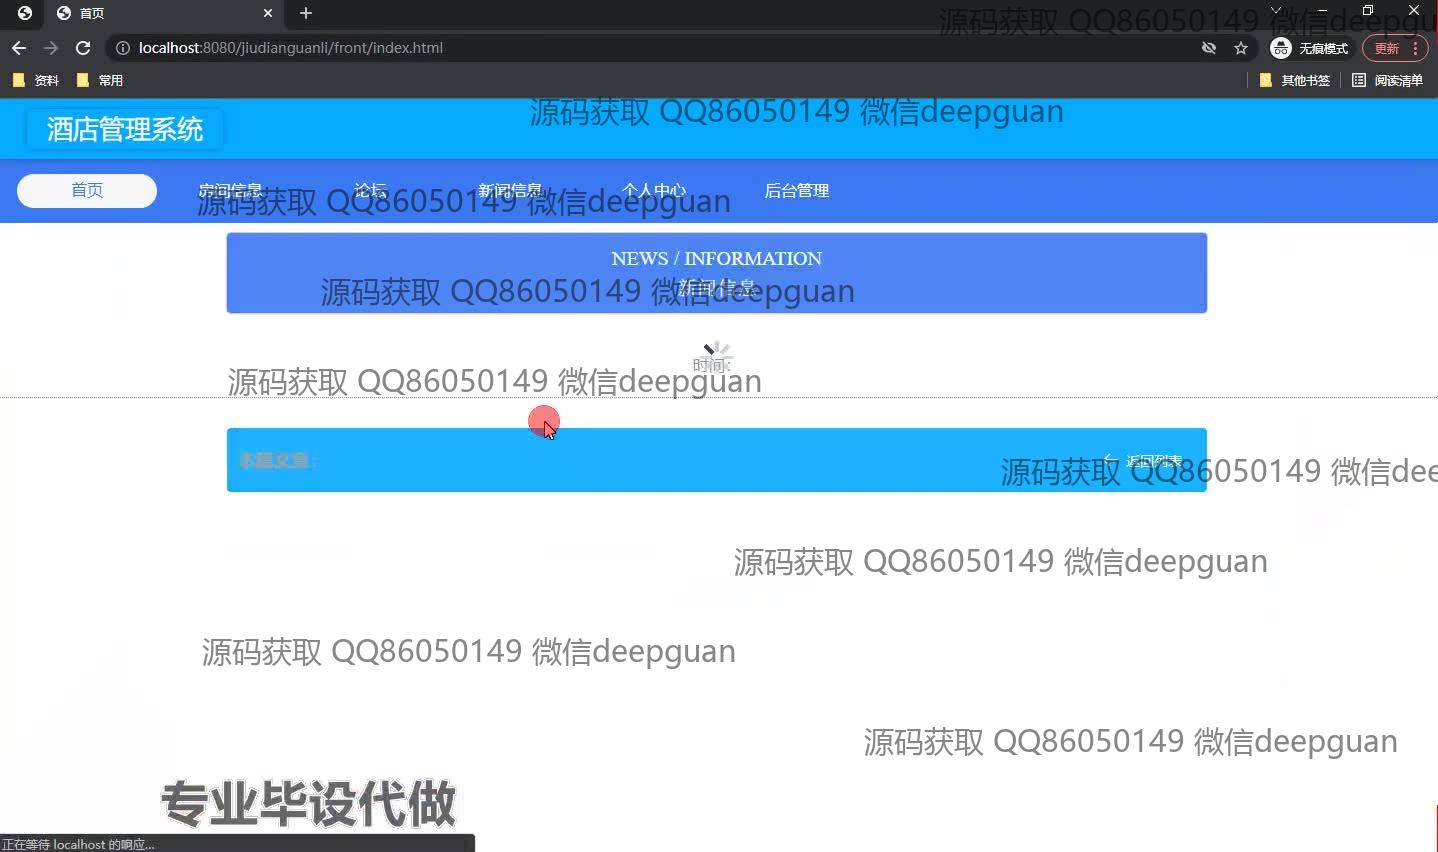 首页
源码获取 QQ86050149 微信deepgu
localhost:8080/jiudianguanli/front/index.html
无痕模式
更新
资料
常用
其他书签
阅读清单
源码获取 QQ86050149 微信deepguan
酒店管理系统
首页
房间信息
论坛
新闻信息
个人中心
后台管理
源码获取 QQ86050149 微信deepguan
NEWS / INFORMATION
新闻信息
源码获取 QQ86050149 微信deepguan
时间:
源码获取 QQ86050149 微信deepguan
本篇文章:
返回列表
源码获取 QQ86050149 微信dee
源码获取 QQ86050149 微信deepguan
源码获取 QQ86050149 微信deepguan
源码获取 QQ86050149 微信deepguan
专业毕设代做
正在等待 localhost 的响应...